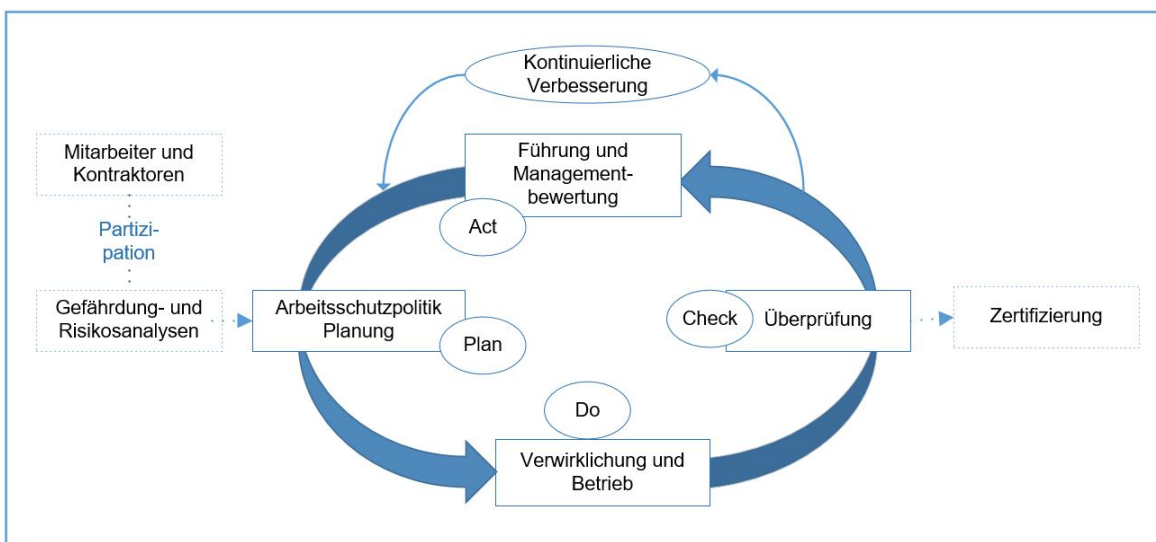 Kontinuierliche
Verbesserung
Mitarbeiter und
Kontraktoren
Führung und
Management-
bewertung
Act
Partizi-
pation
Gefährdung- und
Risikosanalysen
Arbeitsschutzpolitik
Planung
Plan
Check
Überprüfung
Zertifizierung
Do
Verwirklichung und
Betrieb